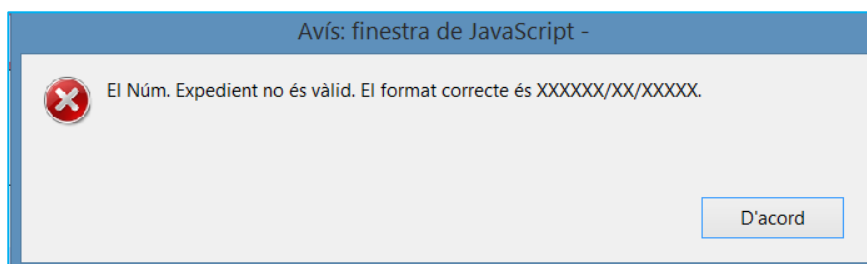 Avís: finestra de JavaScript -
El Núm. Expedient no és vàlid. El format correcte és XXXXXX/XX/XXXXX.
D'acord